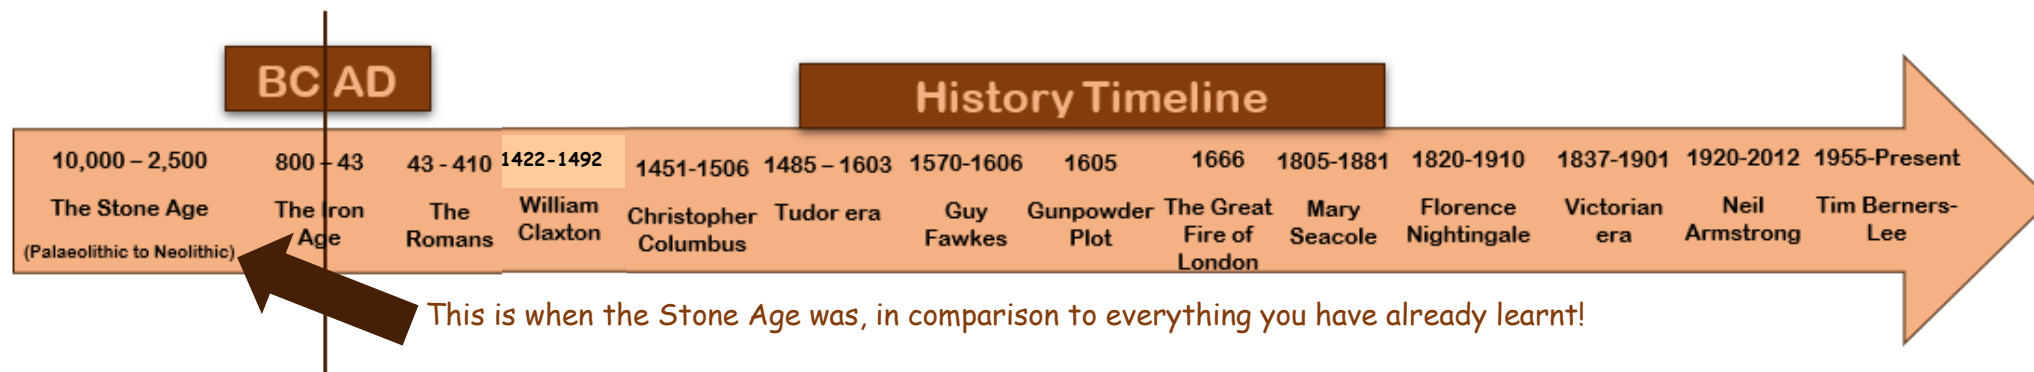 BC AD
History Timeline
10,000 – 2,500
The Stone Age
(Palaeolithic to Neolithic)
800 – 43
The Iron
Age
43 - 410
The
Romans
1422-1492
William
Claxton
1451-1506
Christopher
Columbus
1485 – 1603
Tudor era
1570-1606
Guy
Fawkes
1605
Gunpowder
Plot
1666
The Great
Fire of
London
1805-1881
Mary
Seacole
1820-1910
Florence
Nightingale
1837-1901
Victorian
era
1920-2012
Neil
Armstrong
1955-Present
Tim Berners-
Lee
This is when the Stone Age was, in comparison to everything you have already learnt!